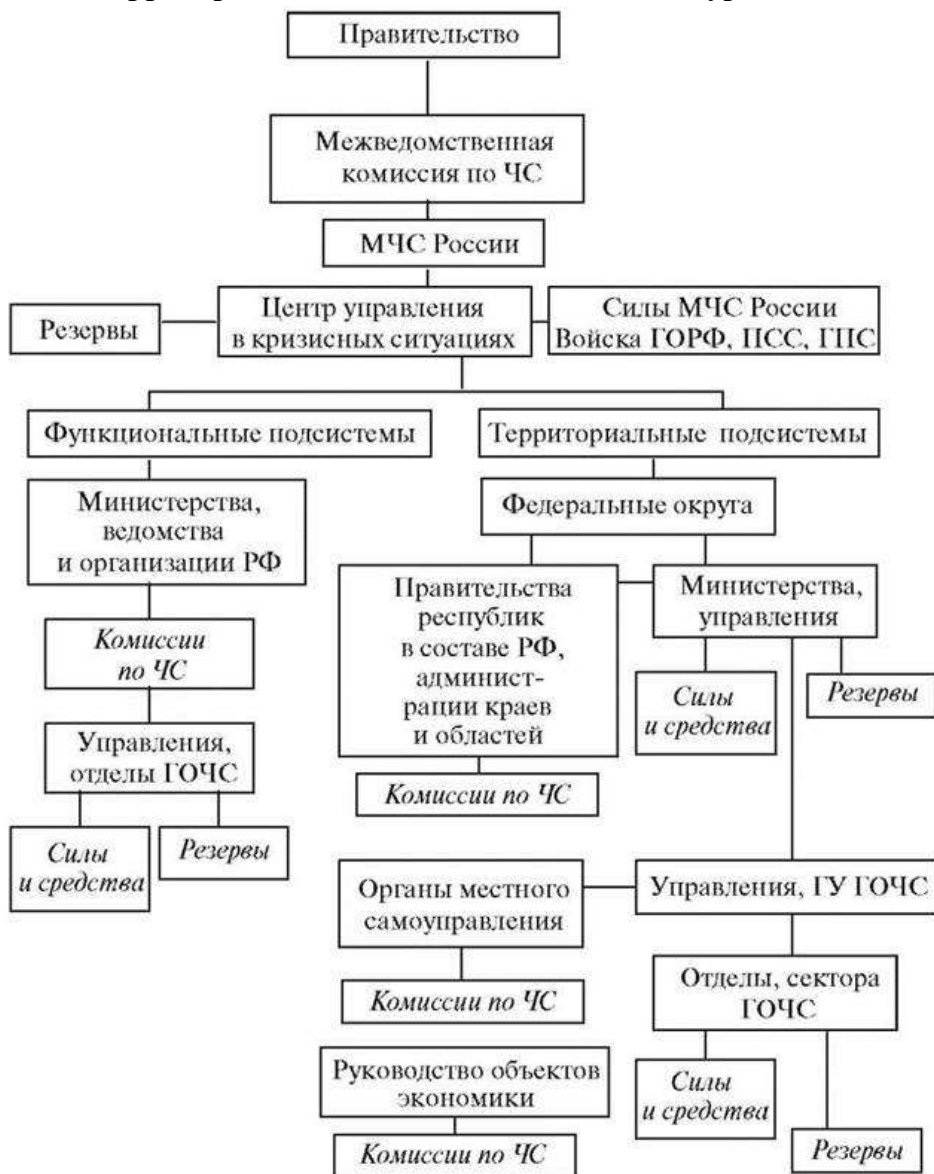 Правительство
Межведомственная
комиссия по ЧС
МЧС России
Резервы
Центр управления
в кризисных ситуациях
Силы МЧС России
Войска ГОРФ, ПСС, ГПС
Функциональные подсистемы
Территориальные подсистемы
Министерства,
ведомства
и организации РФ
Федеральные округа
Правительства
республик
в составе РФ,
админист-
рации краев
и областей
Министерства,
управления
Комиссии
по ЧС
Силы
и средства
Резервы
Управления,
отделы ГОЧС
Комиссии по ЧС
Силы
и средства
Резервы
Органы местного
самоуправления
Управления, ГУ ГОЧС
Комиссии по ЧС
Отделы, сектора
ГОЧС
Руководство объектов
экономики
Силы
и средства
Комиссии по ЧС
Резервы